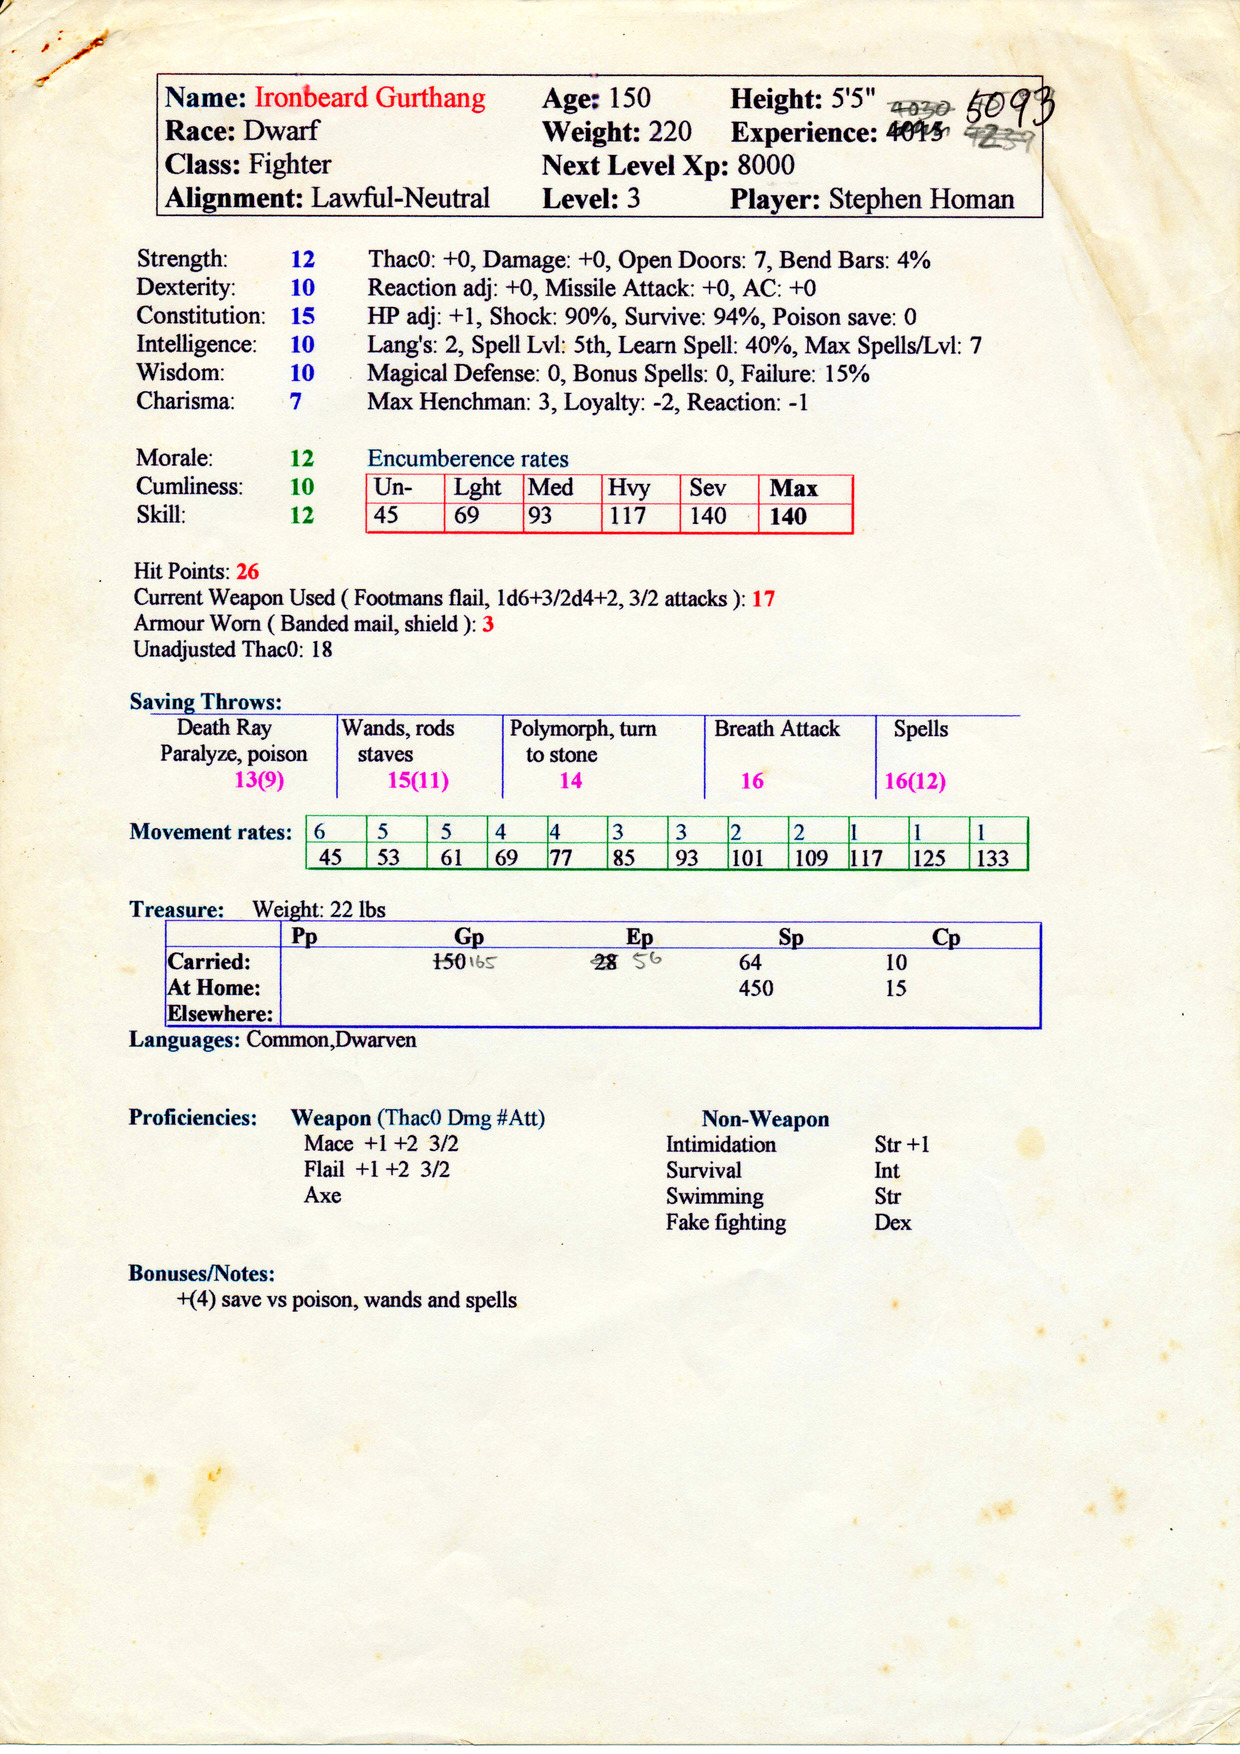 Name: Ironbeard Gurthang Age: 150 Height: 5'5" 4030 5093
Race: Dwarf Weight: 220 Experience: 4015 4239
Class: Fighter Next Level Xp: 8000
Alignment: Lawful-Neutral Level: 3 Player: Stephen Homan
Strength: 12 Thac0: +0, Damage: +0, Open Doors: 7, Bend Bars: 4%
Dexterity: 10 Reaction adj: +0, Missile Attack: +0, AC: +0
Constitution: 15 HP adj: +1, Shock: 90%, Survive: 94%, Poison save: 0
Intelligence: 10 Lang's: 2, Spell Lvl: 5th, Learn Spell: 40%, Max Spells/Lvl: 7
Wisdom: 10 Magical Defense: 0, Bonus Spells: 0, Failure: 15%
Charisma: 7 Max Henchman: 3, Loyalty: -2, Reaction: -1
Morale: 12 Encumberence rates
Cumliness: 10 Un- Lght Med Hvy Sev Max
Skill: 12 45 69 93 117 140 140
Hit Points: 26
Current Weapon Used ( Footmans flail, 1d6+3/2d4+2, 3/2 attacks ): 17
Armour Worn ( Banded mail, shield ): 3
Unadjusted Thac0: 18
Saving Throws:
Death Ray Wands, rods Polymorph, turn Breath Attack Spells
Paralyze, poison staves to stone
13(9) 15(11) 14 16 16(12)
Movement rates: 6 5 5 4 4 3 3 2 2 1 1 1
45 53 61 69 77 85 93 101 109 117 125 133
Treasure: Weight: 22 lbs
Pp Gp Ep Sp Cp
Carried: 150 165 28 56 64 10
At Home: 450 15
Elsewhere:
Languages: Common,Dwarven
Proficiencies: Weapon (Thac0 Dmg #Att) Non-Weapon
Mace +1 +2 3/2 Intimidation Str +1
Flail +1 +2 3/2 Survival Int
Axe Swimming Str
Fake fighting Dex
Bonuses/Notes:
+(4) save vs poison, wands and spells